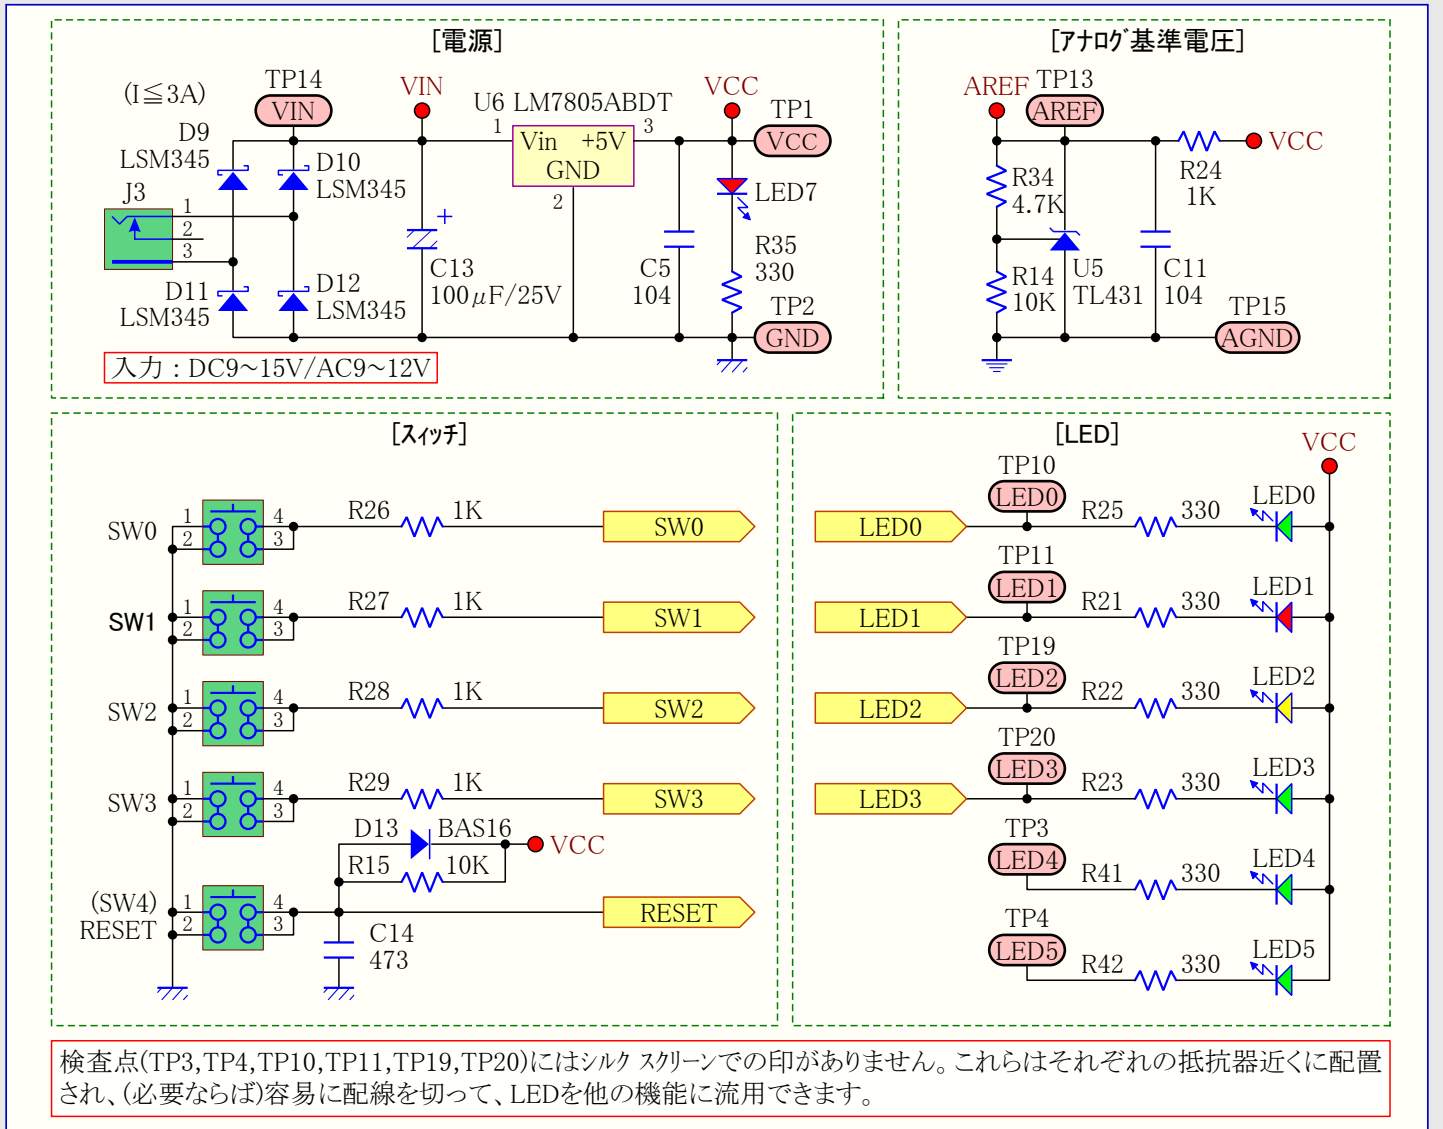 [電源]
(I≦3A)
TP14
VIN
VIN
U6 LM7805ABDT
VCC
TP1
VCC
1
Vin +5V
3
GND
2
D9
LSM345
D10
LSM345
J3
1
2
3
LED7
+
C13
100μF/25V
C5
104
R35
330
D11
LSM345
D12
LSM345
TP2
GND
入力：DC9~15V/AC9~12V
[アナログ基準電圧]
AREF
TP13
AREF
VCC
R34
4.7K
R24
1K
R14
10K
U5
TL431
C11
104
TP15
AGND
[スイッチ]
SW0
1
2
4
3
R26
1K
SW0
SW1
1
2
4
3
R27
1K
SW1
SW2
1
2
4
3
R28
1K
SW2
SW3
1
2
4
3
R29
1K
SW3
D13
BAS16
VCC
R15
10K
(SW4)
RESET
1
2
4
3
RESET
C14
473
[LED]
VCC
TP10
LED0
LED0
R25
330
LED0
TP11
LED1
LED1
R21
330
LED1
TP19
LED2
LED2
R22
330
LED2
TP20
LED3
LED3
R23
330
LED3
TP3
LED4
R41
330
LED4
TP4
LED5
R42
330
LED5
検査点(TP3,TP4,TP10,TP11,TP19,TP20)にはシルク スクリーンでの印がありません。これらはそれぞれの抵抗器近くに配置
され、(必要ならば)容易に配線を切って、LEDを他の機能に流用できます。